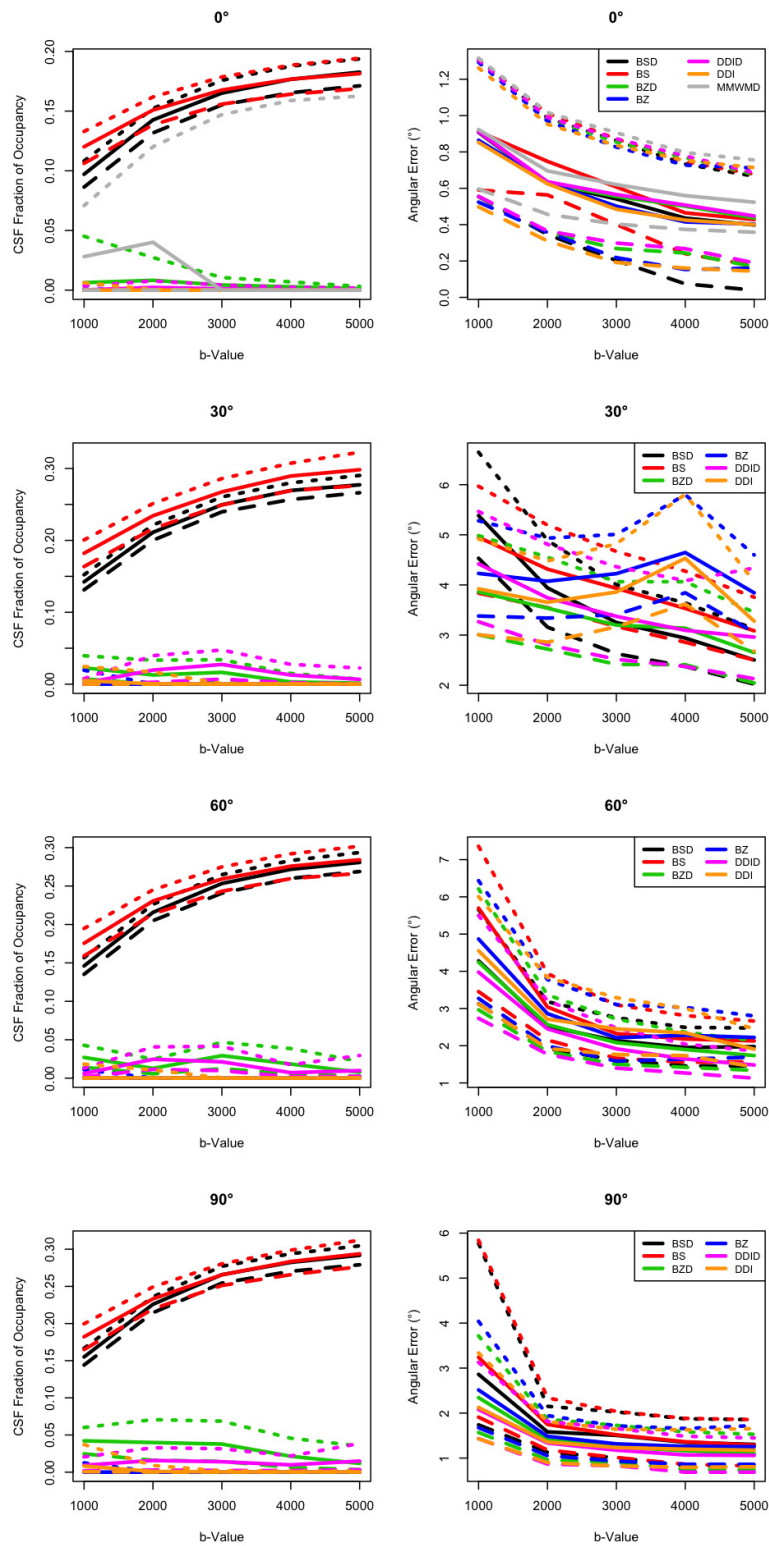 0°
CSF Fraction of Occupancy
0.20
0.15
0.10
0.05
0.00
1000 2000 3000 4000 5000
b-Value
0°
Angular Error (°)
1.2
1.0
0.8
0.6
0.4
0.2
0.0
BSD DDID
BS DDI
BZD MMWMD
BZ
1000 2000 3000 4000 5000
b-Value
30°
CSF Fraction of Occupancy
0.30
0.20
0.10
0.00
1000 2000 3000 4000 5000
b-Value
30°
Angular Error (°)
6
5
4
3
2
BSD BZ
BS DDID
BZD DDI
1000 2000 3000 4000 5000
b-Value
60°
CSF Fraction of Occupancy
0.30
0.25
0.20
0.15
0.10
0.05
0.00
1000 2000 3000 4000 5000
b-Value
60°
Angular Error (°)
7
6
5
4
3
2
1
BSD BZ
BS DDID
BZD DDI
1000 2000 3000 4000 5000
b-Value
90°
CSF Fraction of Occupancy
0.30
0.20
0.15
0.10
0.05
0.00
1000 2000 3000 4000 5000
b-Value
90°
Angular Error (°)
6
5
4
3
2
1
BSD BZ
BS DDID
BZD DDI
1000 2000 3000 4000 5000
b-Value